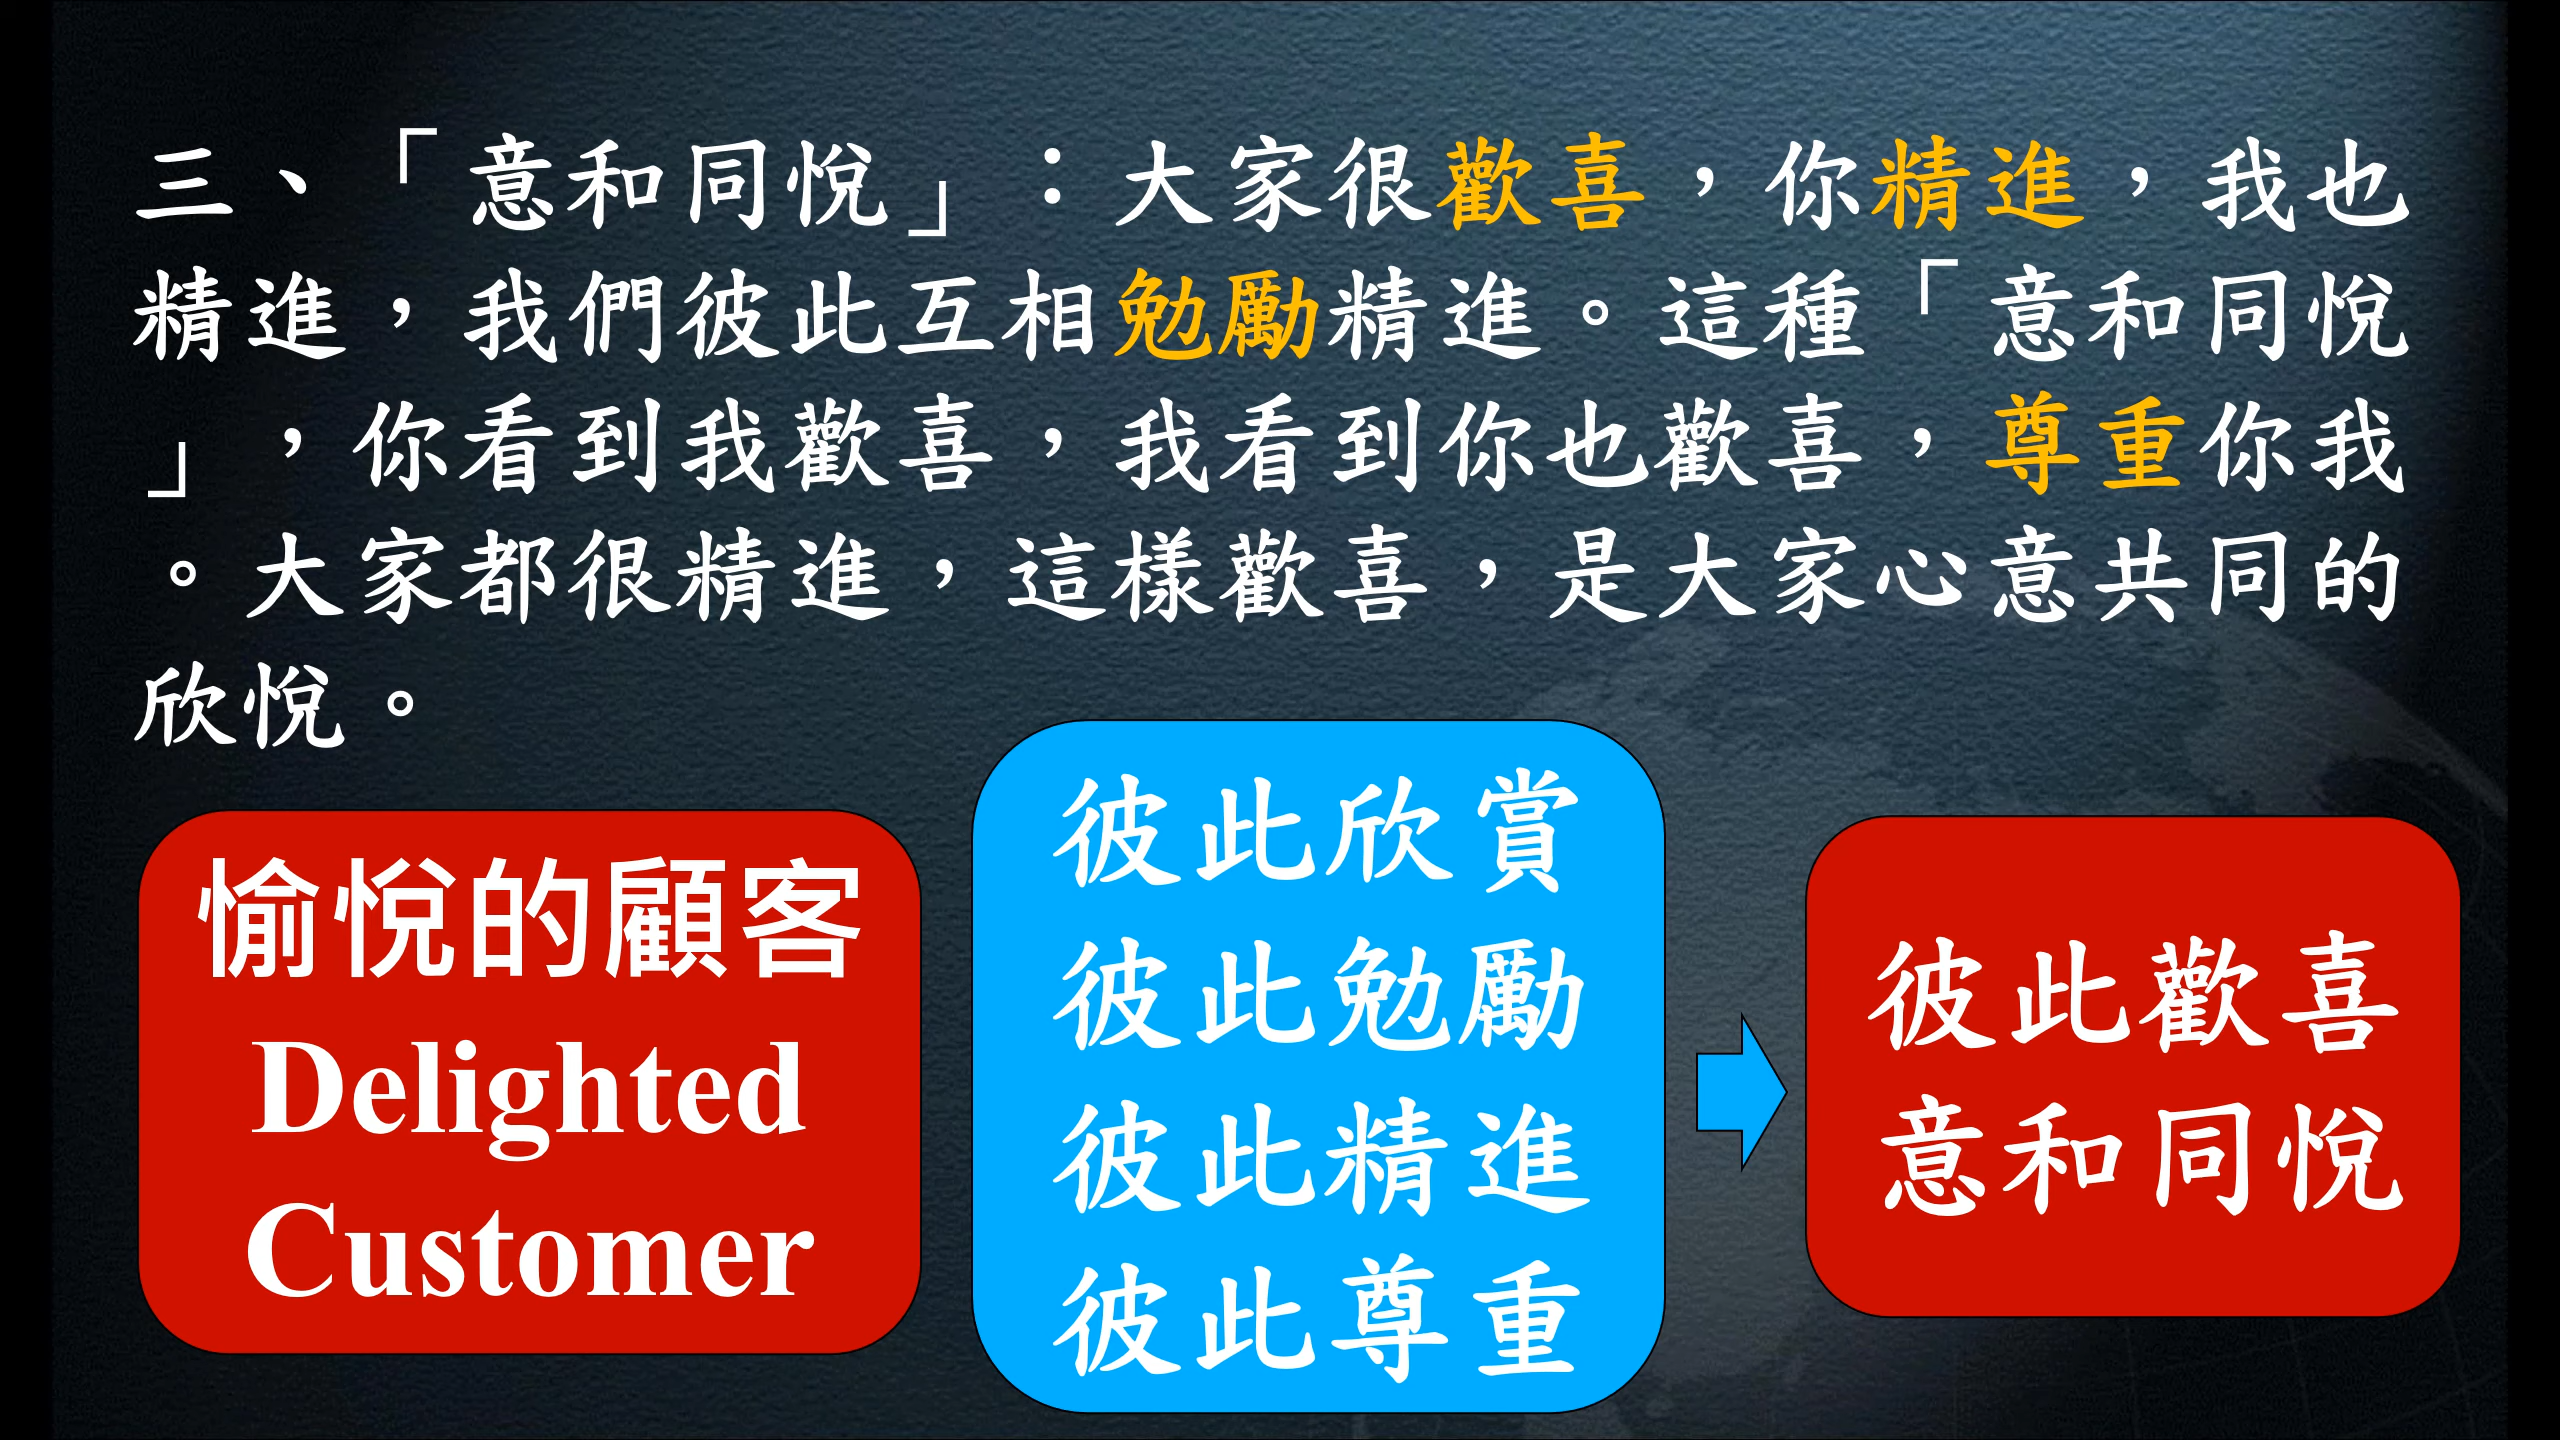 三、「意和同悅」：大家很歡喜，你精進，我也
精進，我們彼此互相勉勵精進。這種「意和同悅
」，你看到我歡喜，我看到你也歡喜，尊重你我
。大家都很精進，這樣歡喜，是大家心意共同的
欣悅。
愉悅的顧客
Delighted
Customer
彼此欣賞
彼此勉勵
彼此精進
彼此尊重
彼此歡喜
意和同悅